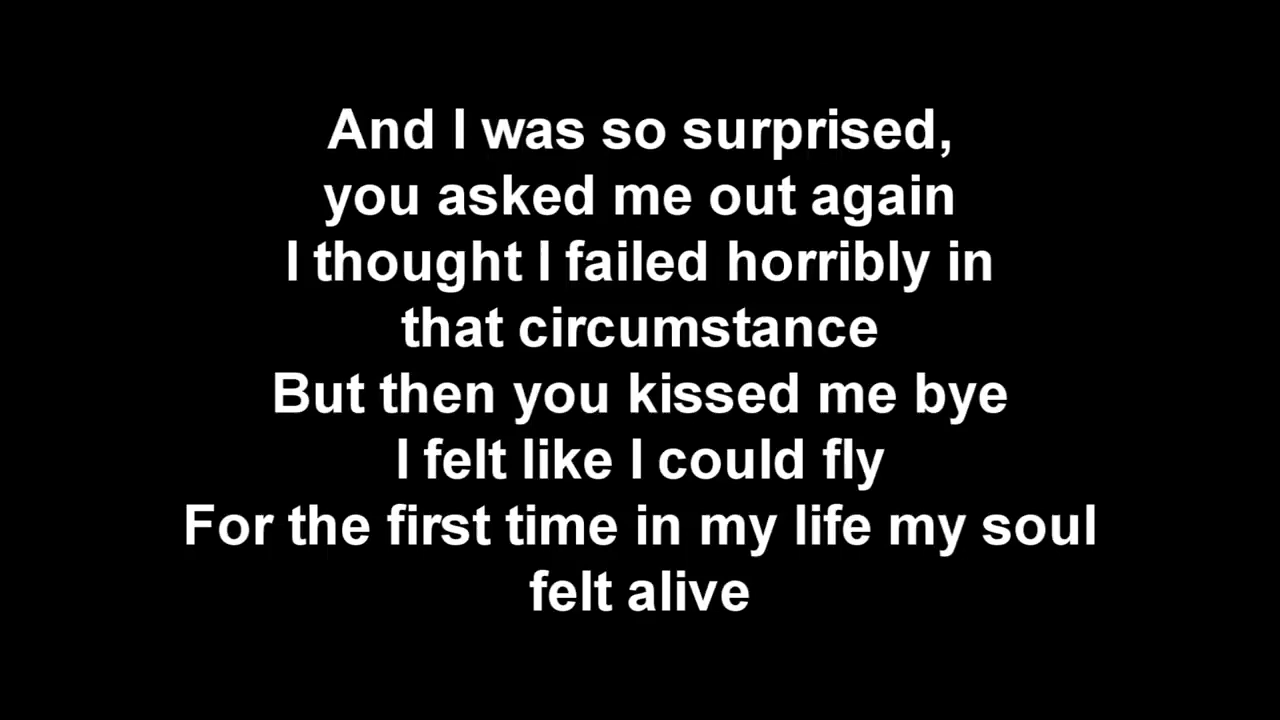 And I was so surprised,
you asked me out again
I thought I failed horribly in
that circumstance
But then you kissed me bye
I felt like I could fly
For the first time in my life my soul
felt alive